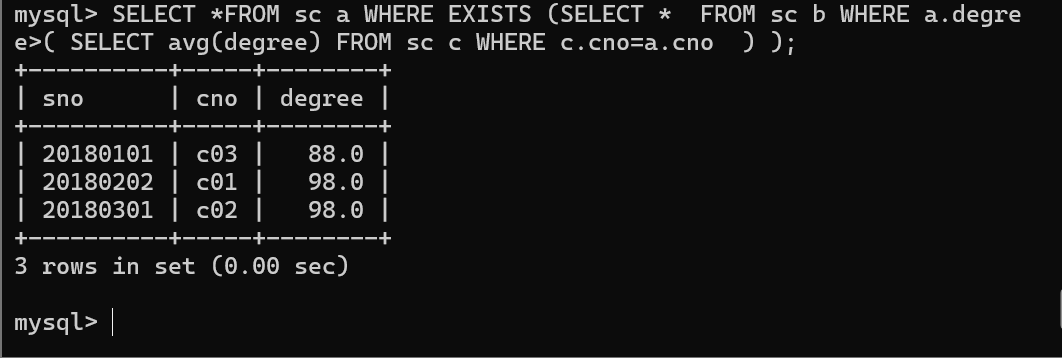 mysql> SELECT *FROM sc a WHERE EXISTS (SELECT *  FROM sc b WHERE a.degre
e>( SELECT avg(degree) FROM sc c WHERE c.cno=a.cno  ) );
+----------+-----+--------+
| sno      | cno | degree |
+----------+-----+--------+
| 20180101 | c03 |   88.0 |
| 20180202 | c01 |   98.0 |
| 20180301 | c02 |   98.0 |
+----------+-----+--------+
3 rows in set (0.00 sec)
mysql>